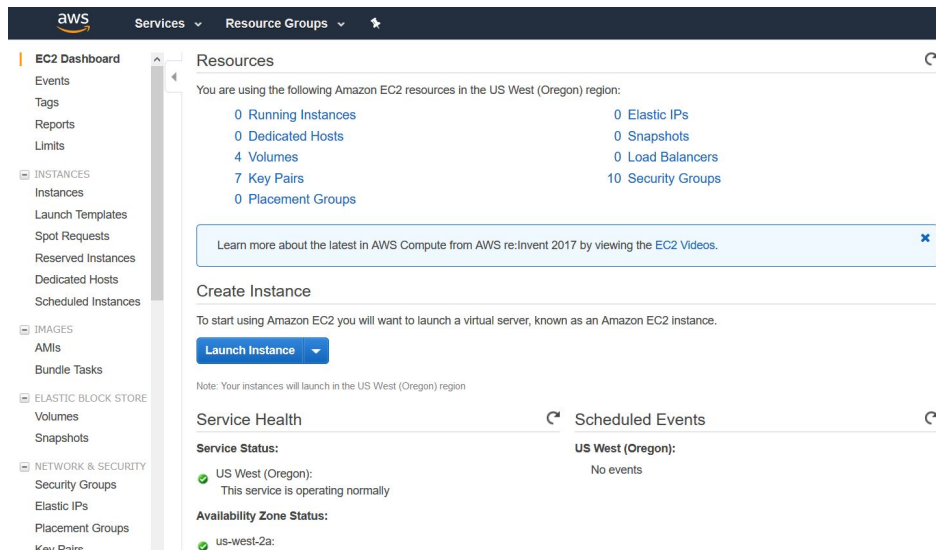 aws
Services
Resource Groups
EC2 Dashboard
Events
Tags
Reports
Limits
INSTANCES
Instances
Launch Templates
Spot Requests
Reserved Instances
Dedicated Hosts
Scheduled Instances
IMAGES
AMIs
Bundle Tasks
ELASTIC BLOCK STORE
Volumes
Snapshots
NETWORK & SECURITY
Security Groups
Elastic IPs
Placement Groups
Key Pairs
Resources
You are using the following Amazon EC2 resources in the US West (Oregon) region:
0 Running Instances
0 Dedicated Hosts
4 Volumes
7 Key Pairs
0 Placement Groups
0 Elastic IPs
0 Snapshots
0 Load Balancers
10 Security Groups
Learn more about the latest in AWS Compute from AWS re:Invent 2017 by viewing the EC2 Videos.
Create Instance
To start using Amazon EC2 you will want to launch a virtual server, known as an Amazon EC2 instance.
Launch Instance
Note: Your instances will launch in the US West (Oregon) region
Service Health
Service Status:
US West (Oregon):
This service is operating normally
Availability Zone Status:
us-west-2a:
Scheduled Events
US West (Oregon):
No events